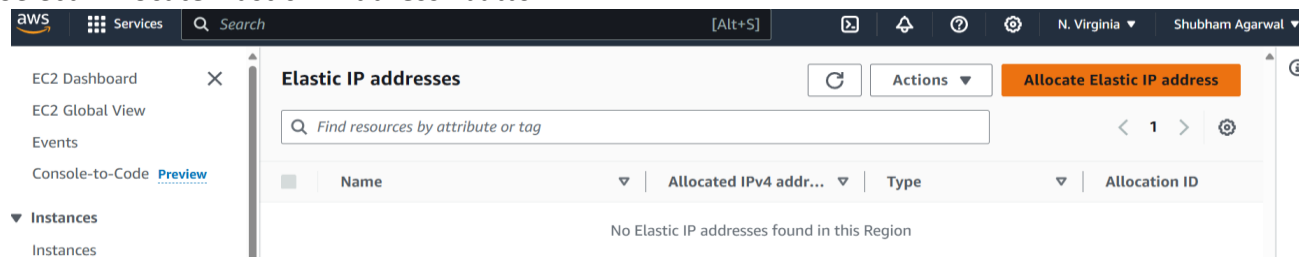 aws Services Search [Alt+S] N. Virginia Shubham Agarwal
EC2 Dashboard
EC2 Global View
Events
Console-to-Code Preview
Instances
Instances
Elastic IP addresses Actions Allocate Elastic IP address
Find resources by attribute or tag 1
Name Allocated IPv4 addr... Type Allocation ID
No Elastic IP addresses found in this Region